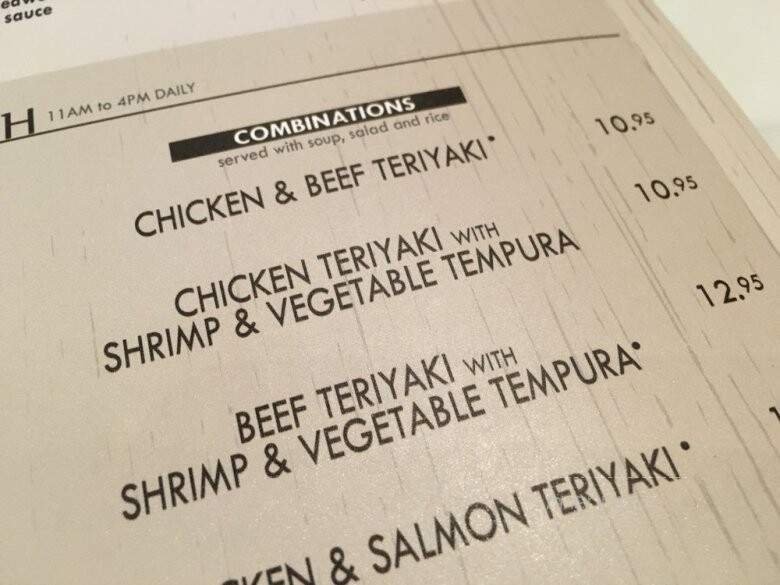 sauce
H 11AM to 4PM DAILY
COMBINATIONS
served with soup, salad and rice
CHICKEN & BEEF TERIYAKI* 10.95
CHICKEN TERIYAKI WITH
SHRIMP & VEGETABLE TEMPURA 10.95
BEEF TERIYAKI WITH
SHRIMP & VEGETABLE TEMPURA* 12.95
& SALMON TERIYAKI*